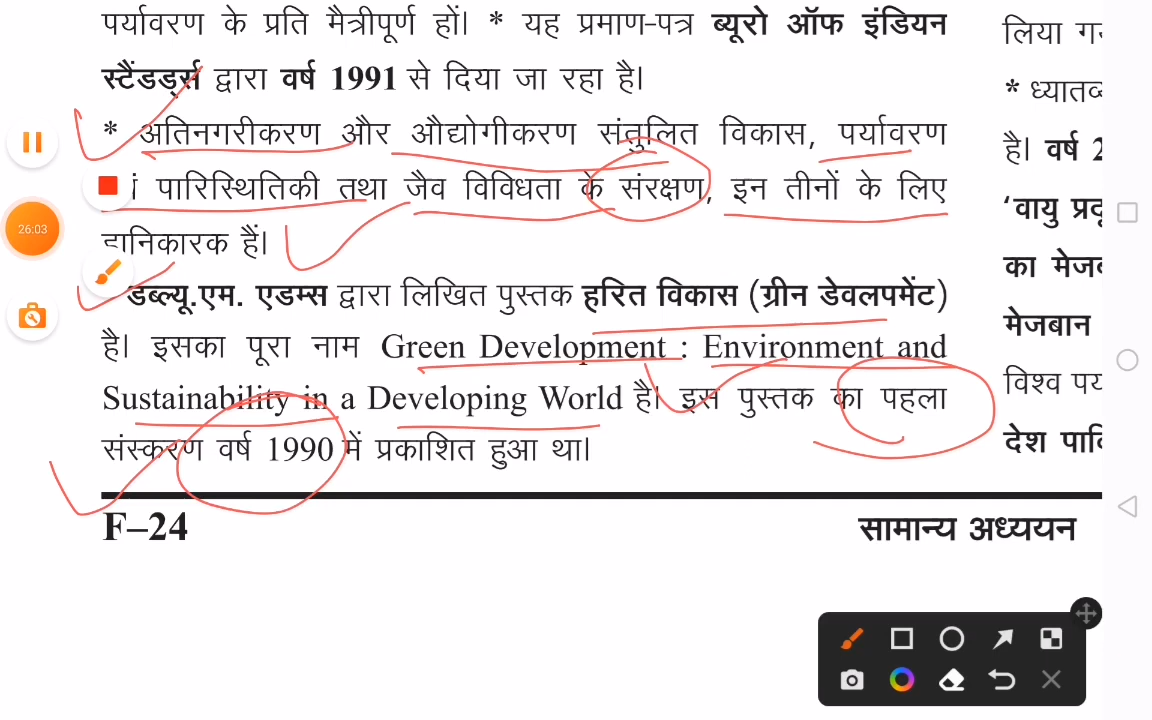 पर्यावरण के प्रति मैत्रीपूर्ण हों। * यह प्रमाण-पत्र ब्यूरो ऑफ इंडियन
स्टैंडर्ड्स द्वारा वर्ष 1991 से दिया जा रहा है।
* अतिनगरीकरण और औद्योगीकरण संतुलित विकास, पर्यावरण
पारिस्थितिकी तथा जैव विविधता के संरक्षण, इन तीनों के लिए
हानिकारक हैं।
डब्ल्यू.एम. एडम्स द्वारा लिखित पुस्तक हरित विकास (ग्रीन डेवलपमेंट)
है। इसका पूरा नाम Green Development : Environment and
Sustainability in a Developing World है। इस पुस्तक का पहला
संस्करण वर्ष 1990 में प्रकाशित हुआ था।
F–24 सामान्य अध्ययन
लिया
*
है। वर्ष
‘वायु
का
मेजबान
विश्व
देश
26:03